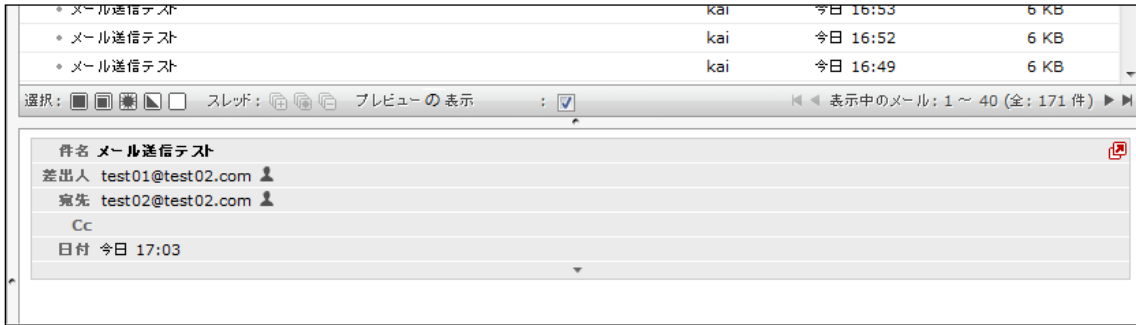 メール送信テスト kai 今日 16:53 6 KB
メール送信テスト kai 今日 16:52 6 KB
メール送信テスト kai 今日 16:49 6 KB
選択: スレッド: プレビューの表示 : 表示中のメール: 1 ～ 40 (全: 171 件)
件名 メール送信テスト
差出人 test01@test02.com
宛先 test02@test02.com
Cc
日付 今日 17:03